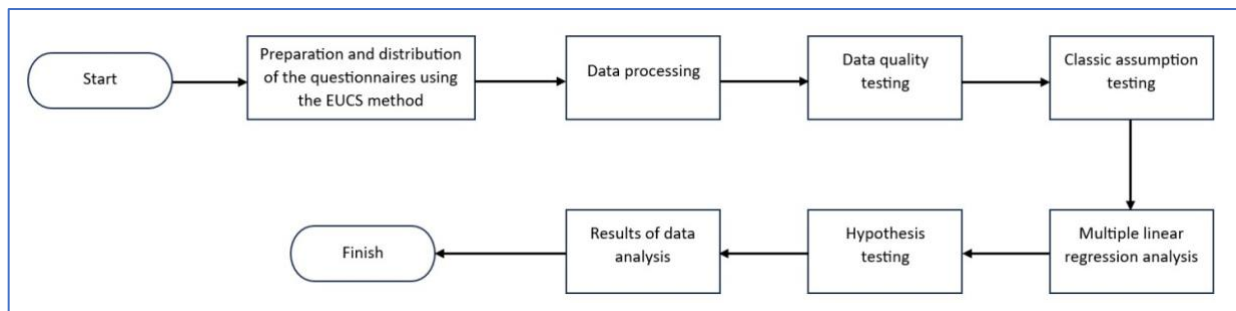 Start
Preparation and distribution
of the questionnaires using
the EUCS method
Data processing
Data quality
testing
Classic assumption
testing
Multiple linear
regression analysis
Hypothesis
testing
Results of data
analysis
Finish